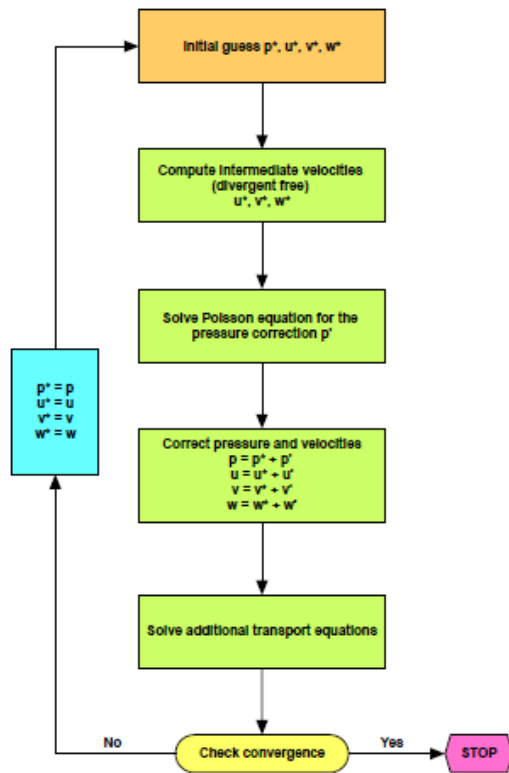 Initial guess p*, u*, v*, w*
Compute intermediate velocities
(divergent free)
u*, v*, w*
Solve Poisson equation for the
pressure correction p'
p* = p
u* = u
v* = v
w* = w
Correct pressure and velocities
p = p* + p'
u = u* + u'
v = v* + v'
w = w* + w'
Solve additional transport equations
No
Check convergence
Yes
STOP